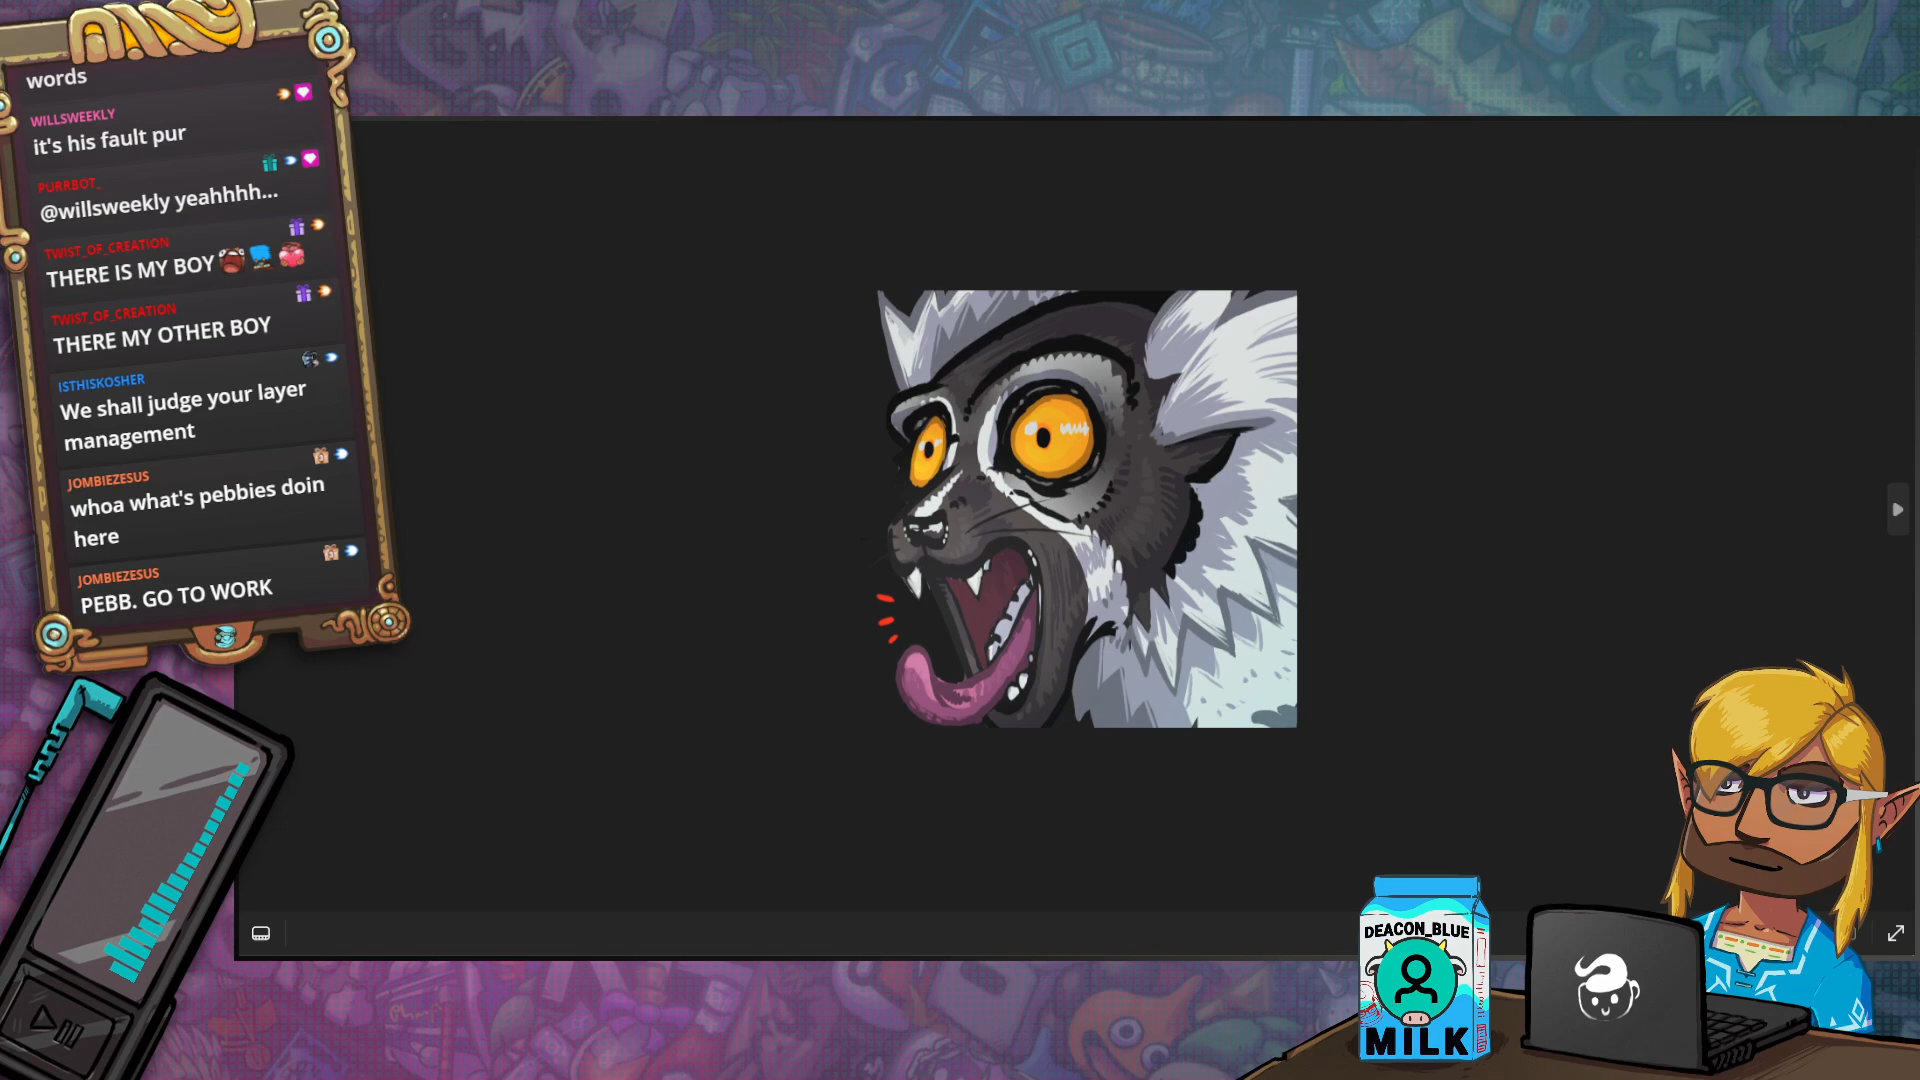 words
WILLSWEEKLY
it's his fault pur
PURRBOT_
@willsweekly yeahhhh...
TWIST_OF_CREATION
THERE IS MY BOY
TWIST_OF_CREATION
THERE MY OTHER BOY
ISTHISKOSHER
We shall judge your layer
management
JOMBIEZESUS
whoa what's pebbies doin
here
JOMBIEZESUS
PEBB. GO TO WORK
DEACON_BLUE
MILK